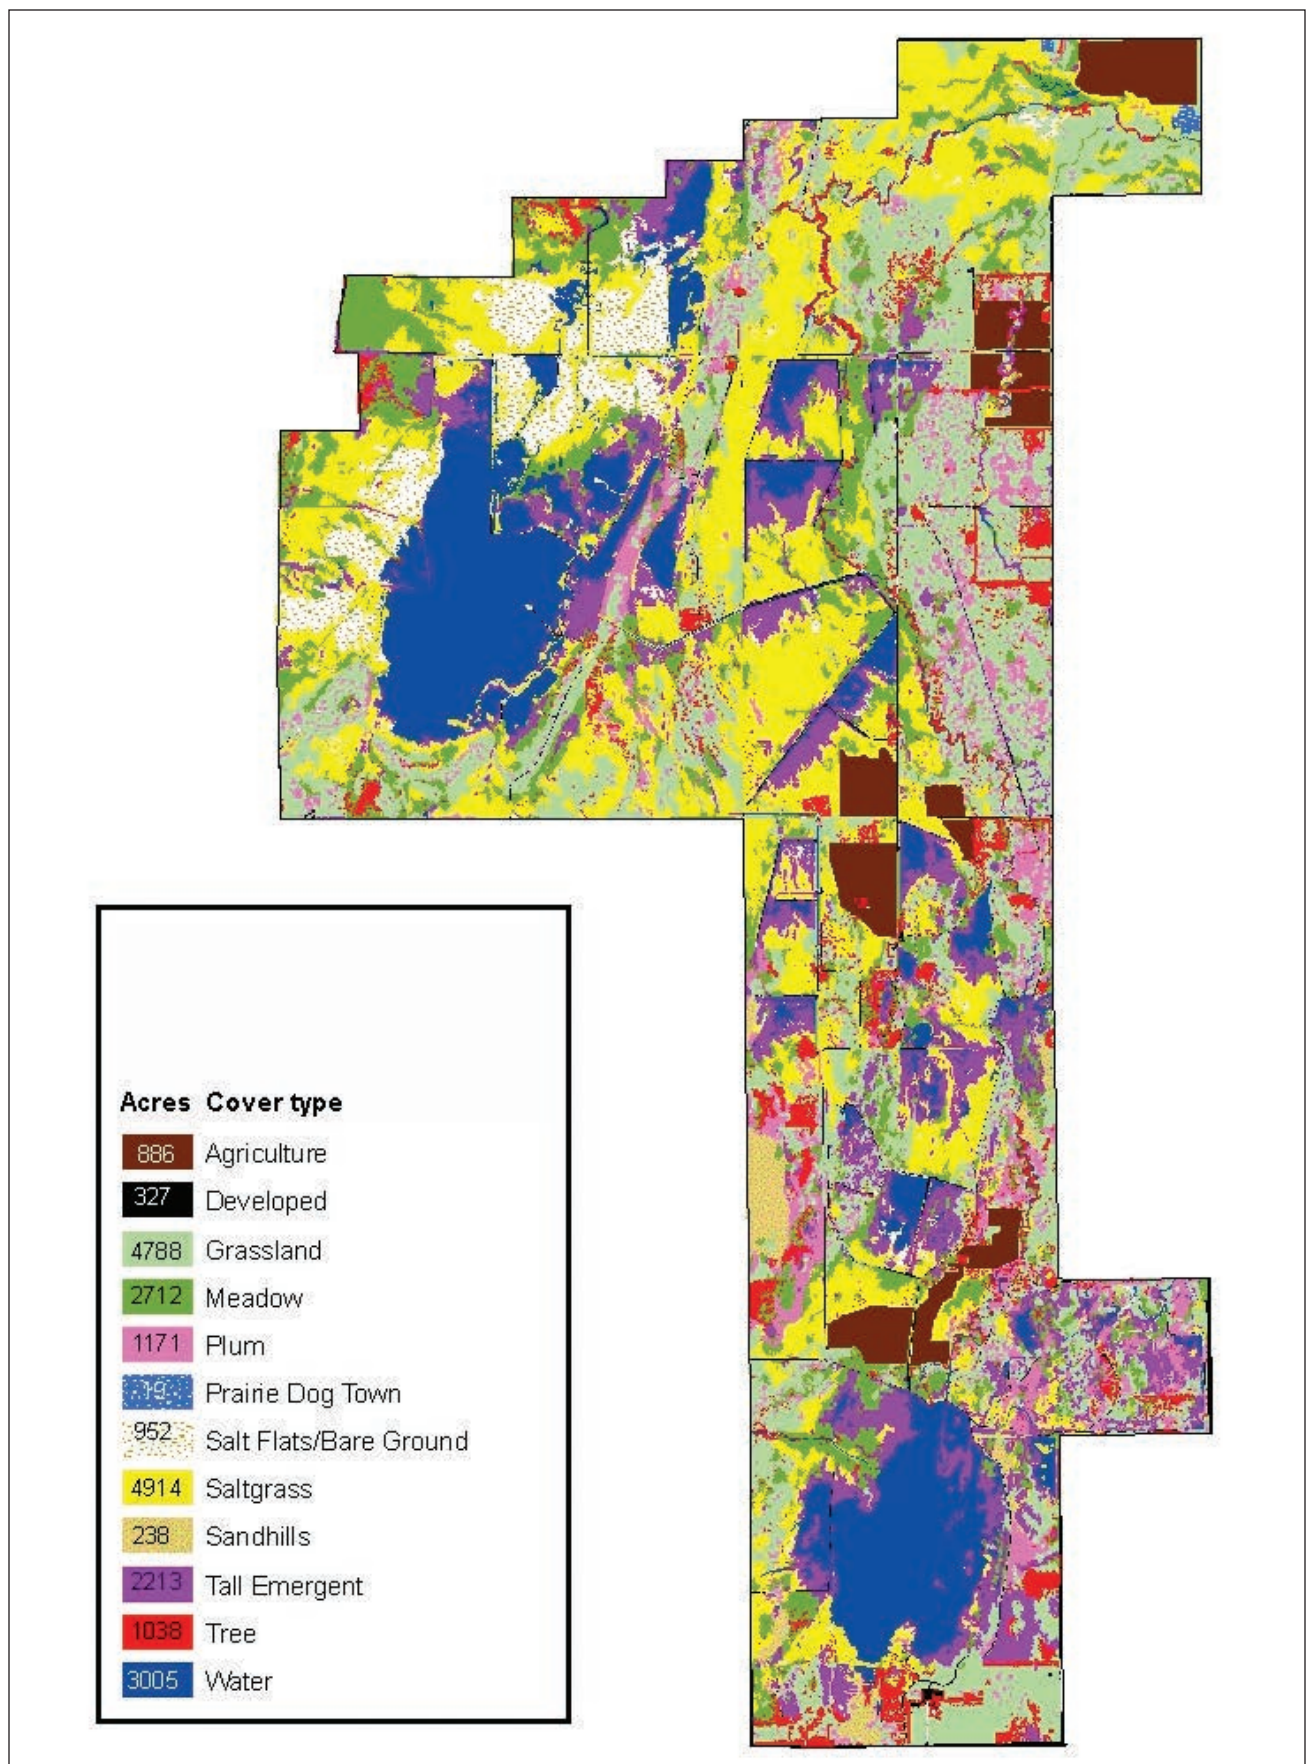 Acres Cover type
886 Agriculture
327 Developed
4788 Grassland
2712 Meadow
1171 Plum
19 Prairie Dog Town
952 Salt Flats/Bare Ground
4914 Saltgrass
238 Sandhills
2213 Tall Emergent
1038 Tree
3005 Water